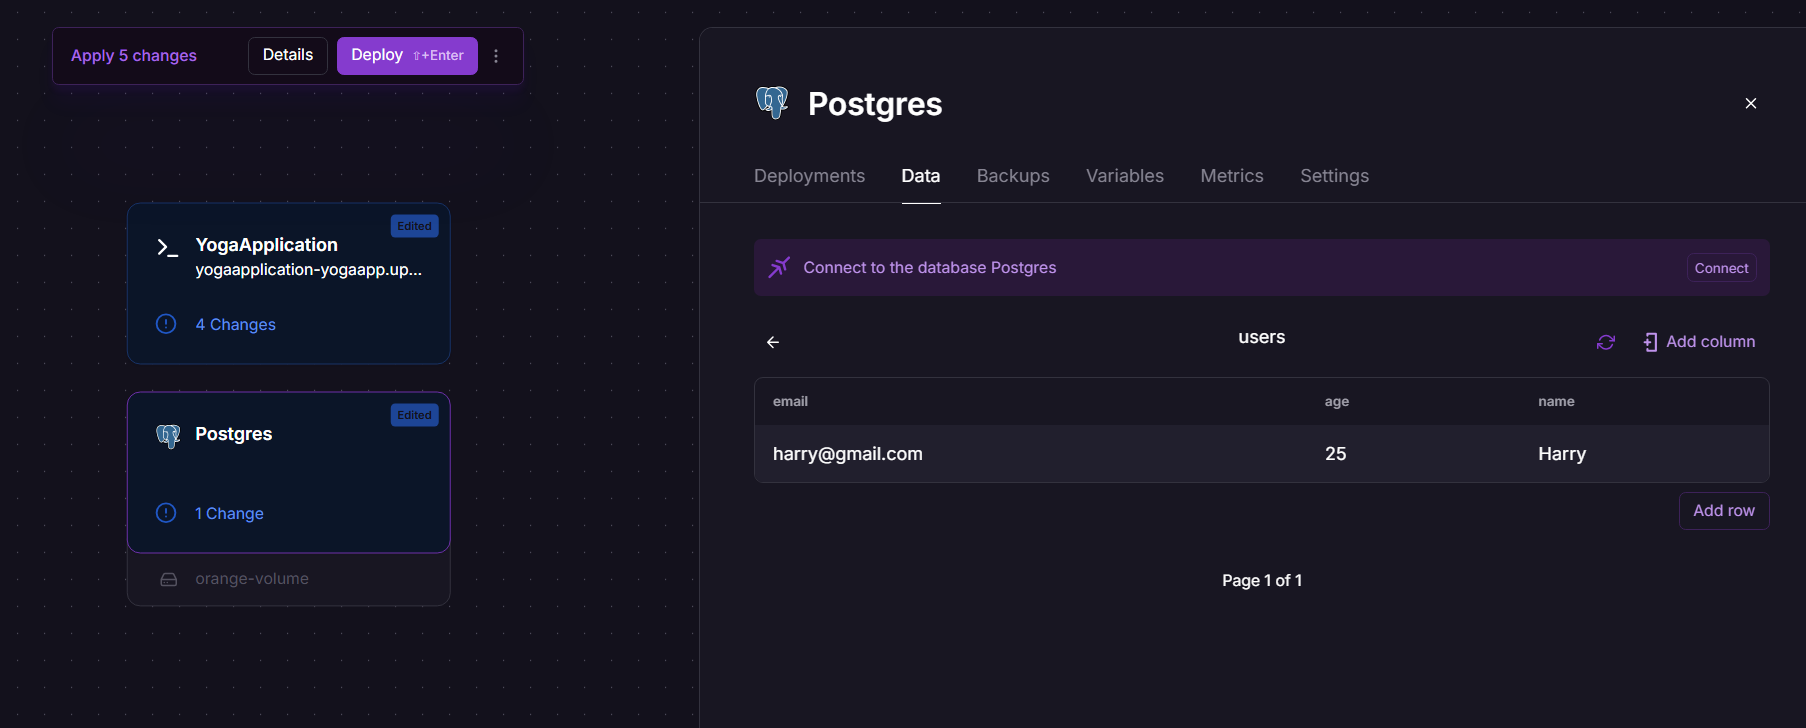 Apply 5 changes
Details
Deploy ⇧+Enter
YogaApplication
Edited
yogaapplication-yogaapp.up...
4 Changes
Postgres
Edited
1 Change
orange-volume
Postgres
Deployments Data Backups Variables Metrics Settings
Connect to the database Postgres
Connect
users
Add column
email age name
harry@gmail.com 25 Harry
Add row
Page 1 of 1